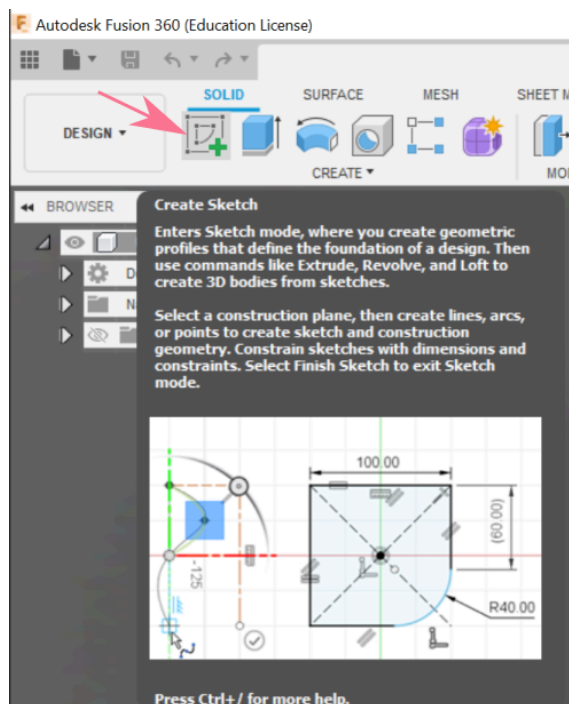 Autodesk Fusion 360 (Education License)
SOLID SURFACE MESH SHEET M
DESIGN
CREATE
MO
BROWSER
D
N
Create Sketch
Enters Sketch mode, where you create geometric
profiles that define the foundation of a design. Then
use commands like Extrude, Revolve, and Loft to
create 3D bodies from sketches.
Select a construction plane, then create lines, arcs,
or points to create sketch and construction
geometry. Constrain sketches with dimensions and
constraints. Select Finish Sketch to exit Sketch
mode.
100.00
(60.00)
-125
R40.00
Press Ctrl+/ for more help.